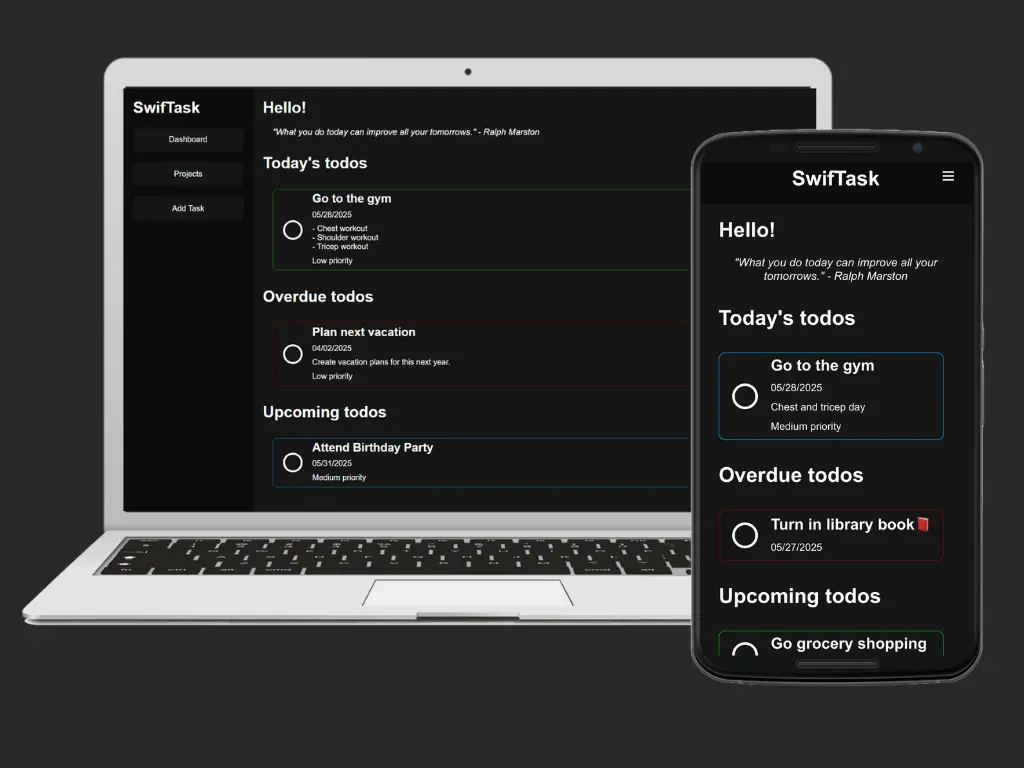 SwifTask
Dashboard
Projects
Add Task
Hello!
"What you do today can improve all your tomorrows." - Ralph Marston
Today's todos
Go to the gym
05/28/2025
- Chest workout
- Shoulder workout
- Tricep workout
Low priority
Overdue todos
Plan next vacation
04/02/2025
Create vacation plans for this next year.
Low priority
Upcoming todos
Attend Birthday Party
05/31/2025
Medium priority
SwifTask
Hello!
"What you do today can improve all your
tomorrows." - Ralph Marston
Today's todos
Go to the gym
05/28/2025
Chest and tricep day
Medium priority
Overdue todos
Turn in library book📕
05/27/2025
Upcoming todos
Go grocery shopping